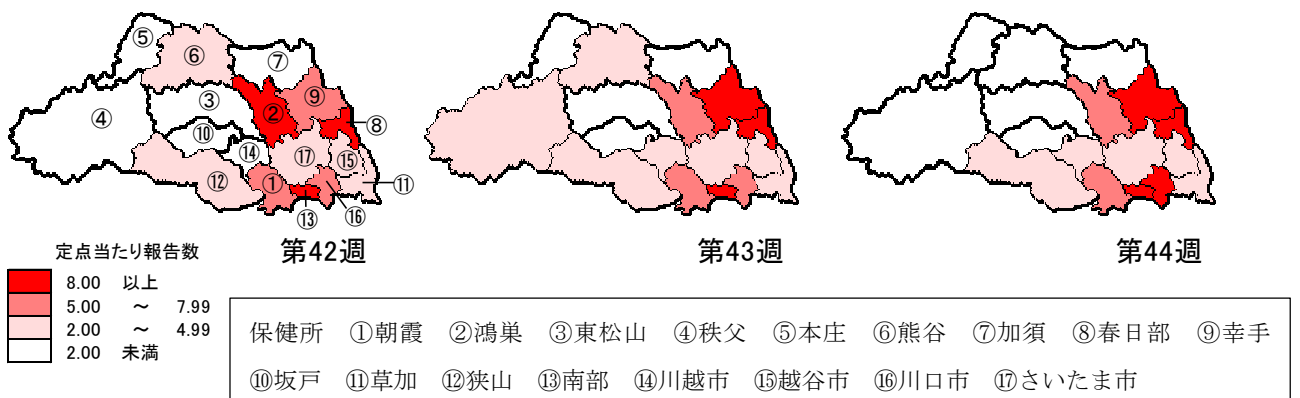 ⑤
⑥
⑦
④
③
②
⑨
⑧
⑩
⑭
⑰
⑮
⑫
①
⑪
⑬
⑯
第42週
第43週
第44週
定点当たり報告数
8.00 以上
5.00 ～ 7.99
2.00 ～ 4.99
2.00 未満
保健所 ①朝霞 ②鴻巣 ③東松山 ④秩父 ⑤本庄 ⑥熊谷 ⑦加須 ⑧春日部 ⑨幸手
⑩坂戸 ⑪草加 ⑫狭山 ⑬南部 ⑭川越市 ⑮越谷市 ⑯川口市 ⑰さいたま市